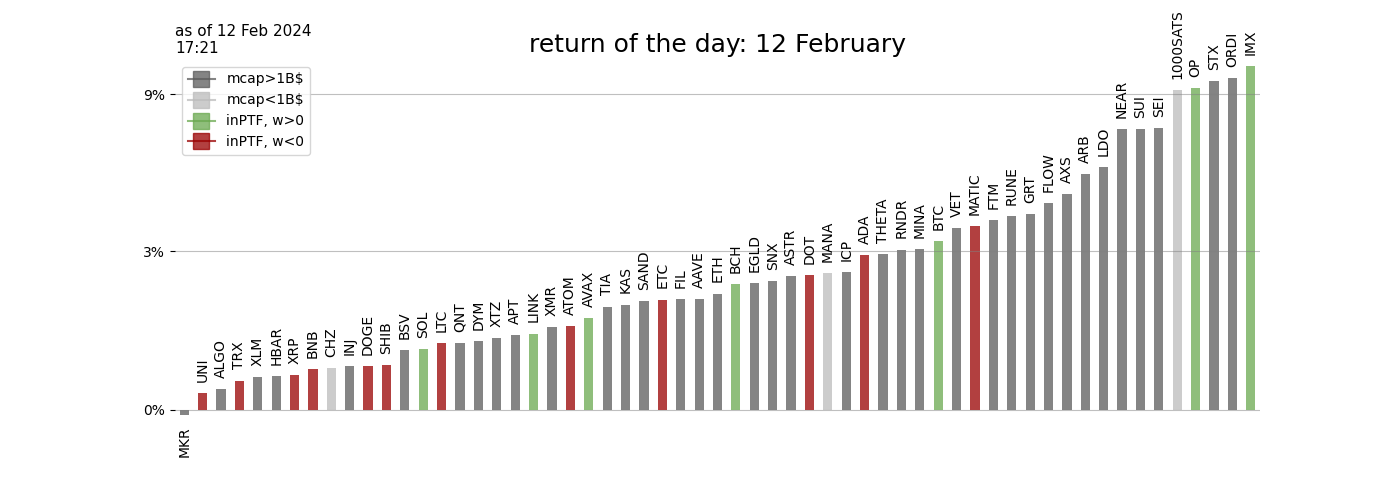 as of 12 Feb 2024
17:21
return of the day: 12 February
mcap>1B$
mcap<1B$
inPTF, w>0
inPTF, w<0
9%
3%
0%
MKR
UNI
ALGO
TRX
XLM
HBAR
XRP
BNB
CHZ
INJ
DOGE
SHIB
BSV
SOL
LTC
QNT
DYM
XTZ
APT
LINK
XMR
ATOM
AVAX
TIA
KAS
SAND
ETC
FIL
AAVE
ETH
BCH
EGLD
SNX
ASTR
DOT
MANA
ICP
ADA
THETA
RNDR
MINA
BTC
VET
MATIC
FTM
RUNE
GRT
FLOW
AXS
ARB
LDO
NEAR
SUI
SEI
1000SATS
OP
STX
ORDI
IMX